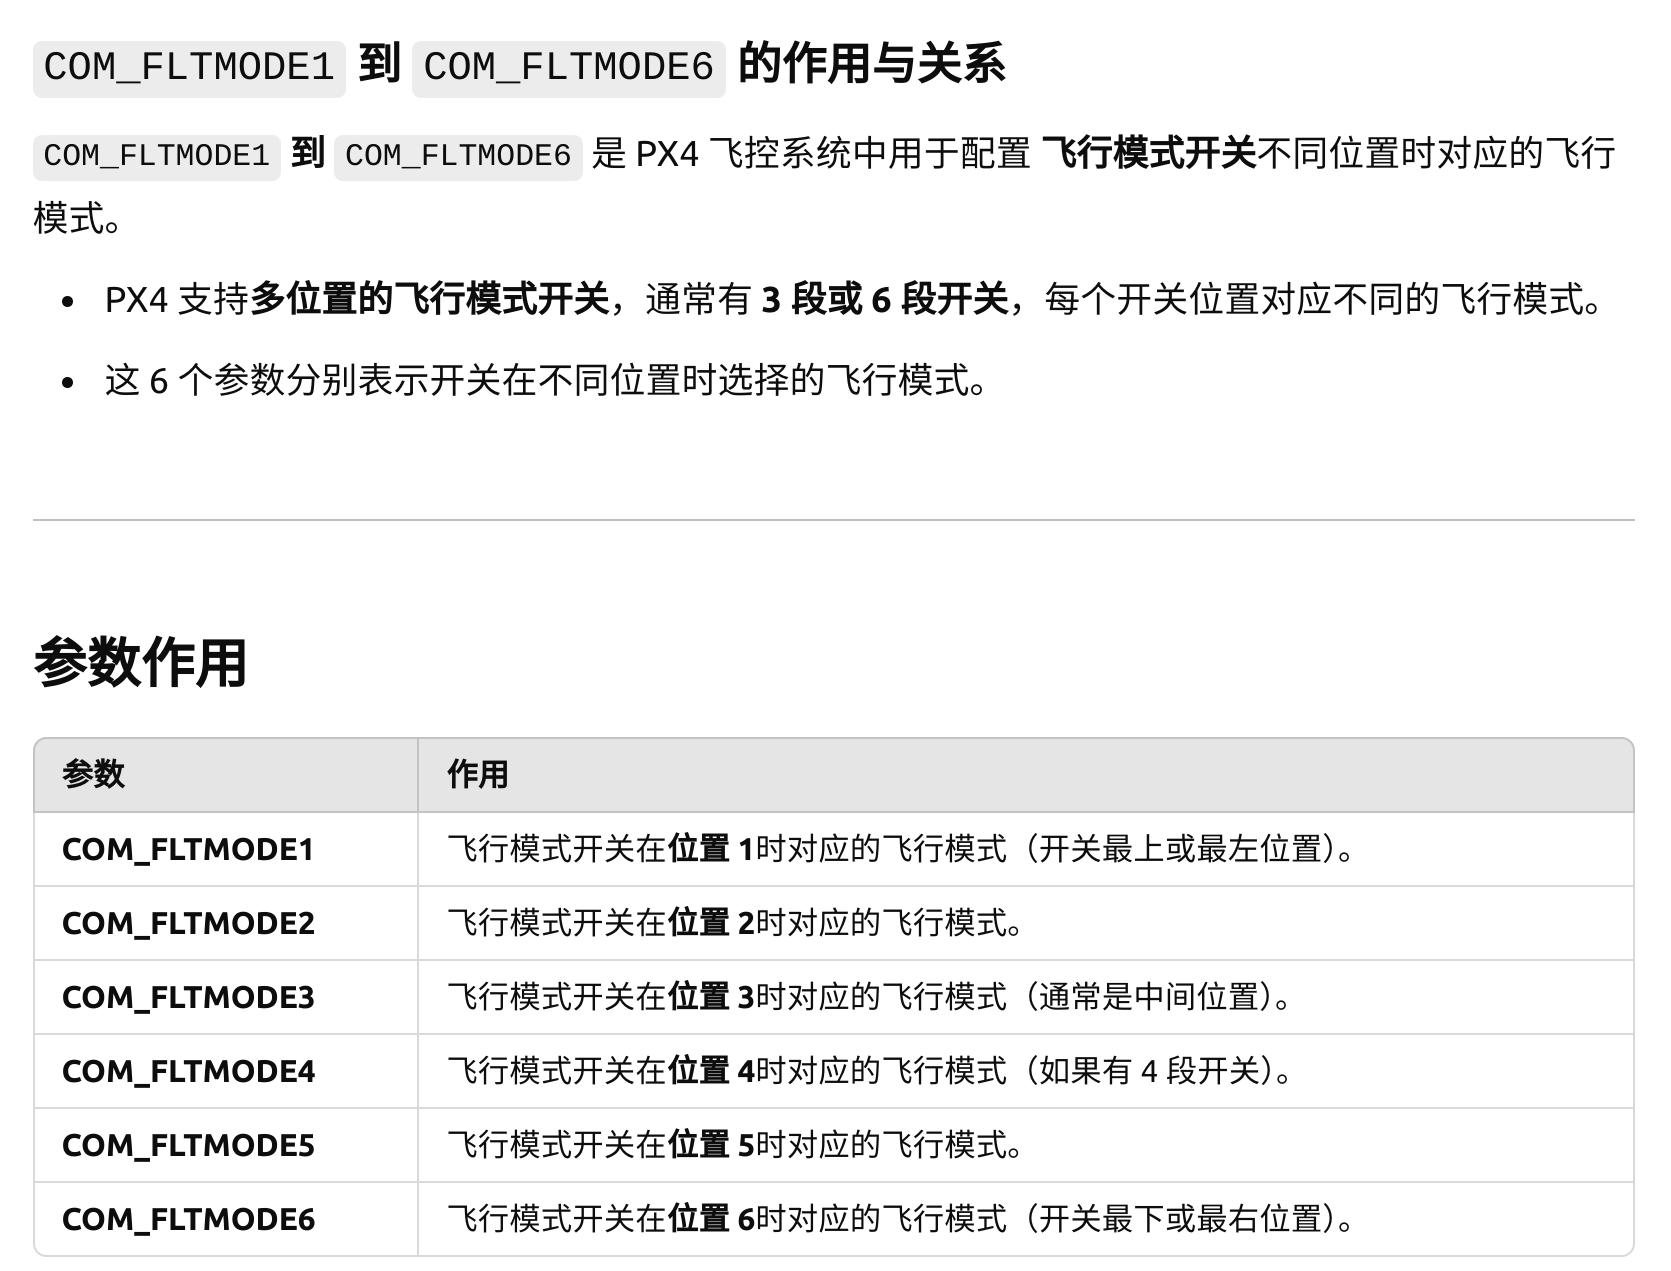 COM_FLTMODE1 到 COM_FLTMODE6 的作用与关系
COM_FLTMODE1 到 COM_FLTMODE6 是 PX4 飞控系统中用于配置 飞行模式开关不同位置时对应的飞行
模式。
• PX4 支持多位置的飞行模式开关，通常有 3 段或 6 段开关，每个开关位置对应不同的飞行模式。
• 这 6 个参数分别表示开关在不同位置时选择的飞行模式。
参数作用
参数 作用
COM_FLTMODE1 飞行模式开关在位置 1时对应的飞行模式（开关最上或最左位置）。
COM_FLTMODE2 飞行模式开关在位置 2时对应的飞行模式。
COM_FLTMODE3 飞行模式开关在位置 3时对应的飞行模式（通常是中间位置）。
COM_FLTMODE4 飞行模式开关在位置 4时对应的飞行模式（如果有 4 段开关）。
COM_FLTMODE5 飞行模式开关在位置 5时对应的飞行模式。
COM_FLTMODE6 飞行模式开关在位置 6时对应的飞行模式（开关最下或最右位置）。